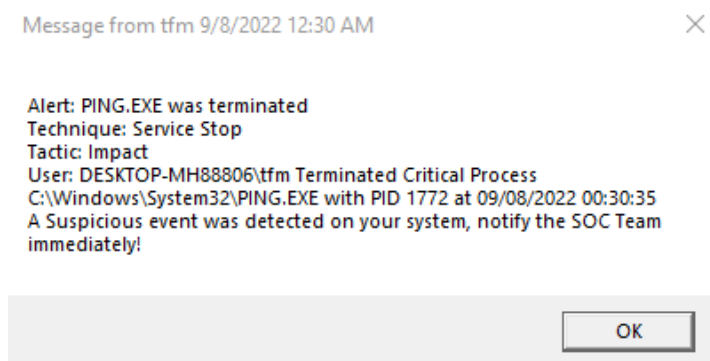 Message from tfm 9/8/2022 12:30 AM
Alert: PING.EXE was terminated
Technique: Service Stop
Tactic: Impact
User: DESKTOP-MH88806\tfm Terminated Critical Process
C:\Windows\System32\PING.EXE with PID 1772 at 09/08/2022 00:30:35
A Suspicious event was detected on your system, notify the SOC Team
immediately!
OK